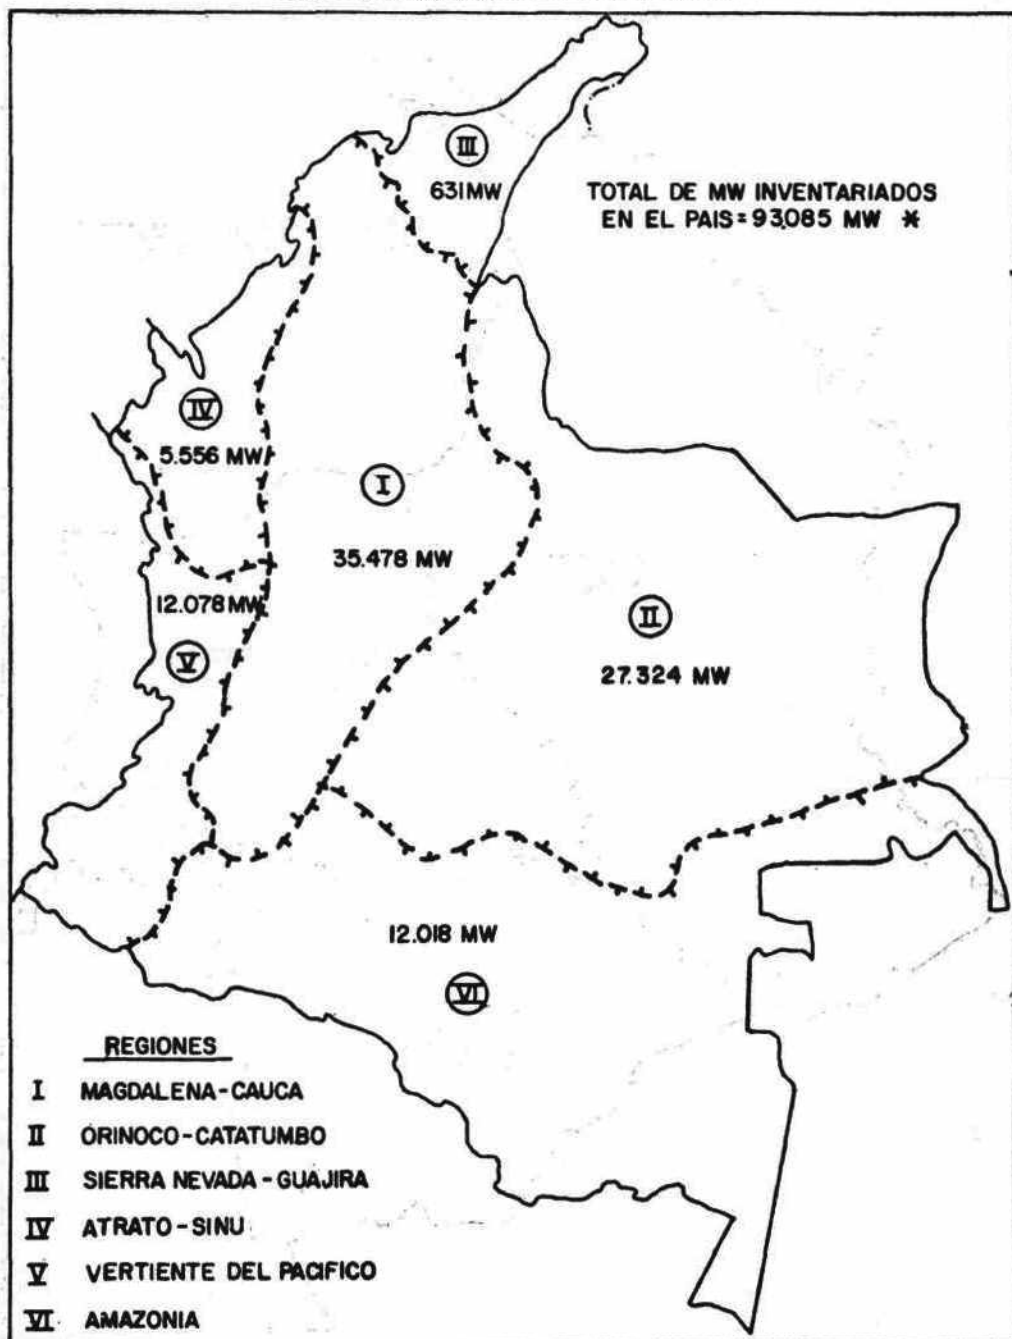 III
631 MW
TOTAL DE MW INVENTARIADOS
EN EL PAIS = 93.085 MW *
IV
5.556 MW
I
35.478 MW
12.078 MW
II
V
27.324 MW
12.018 MW
VI
REGIONES
I MAGDALENA - CAUCA
II ORINOCO - CATATUMBO
III SIERRA NEVADA - GUAJIRA
IV ATRATO - SINU
V VERTIENTE DEL PACIFICO
VI AMAZONIA